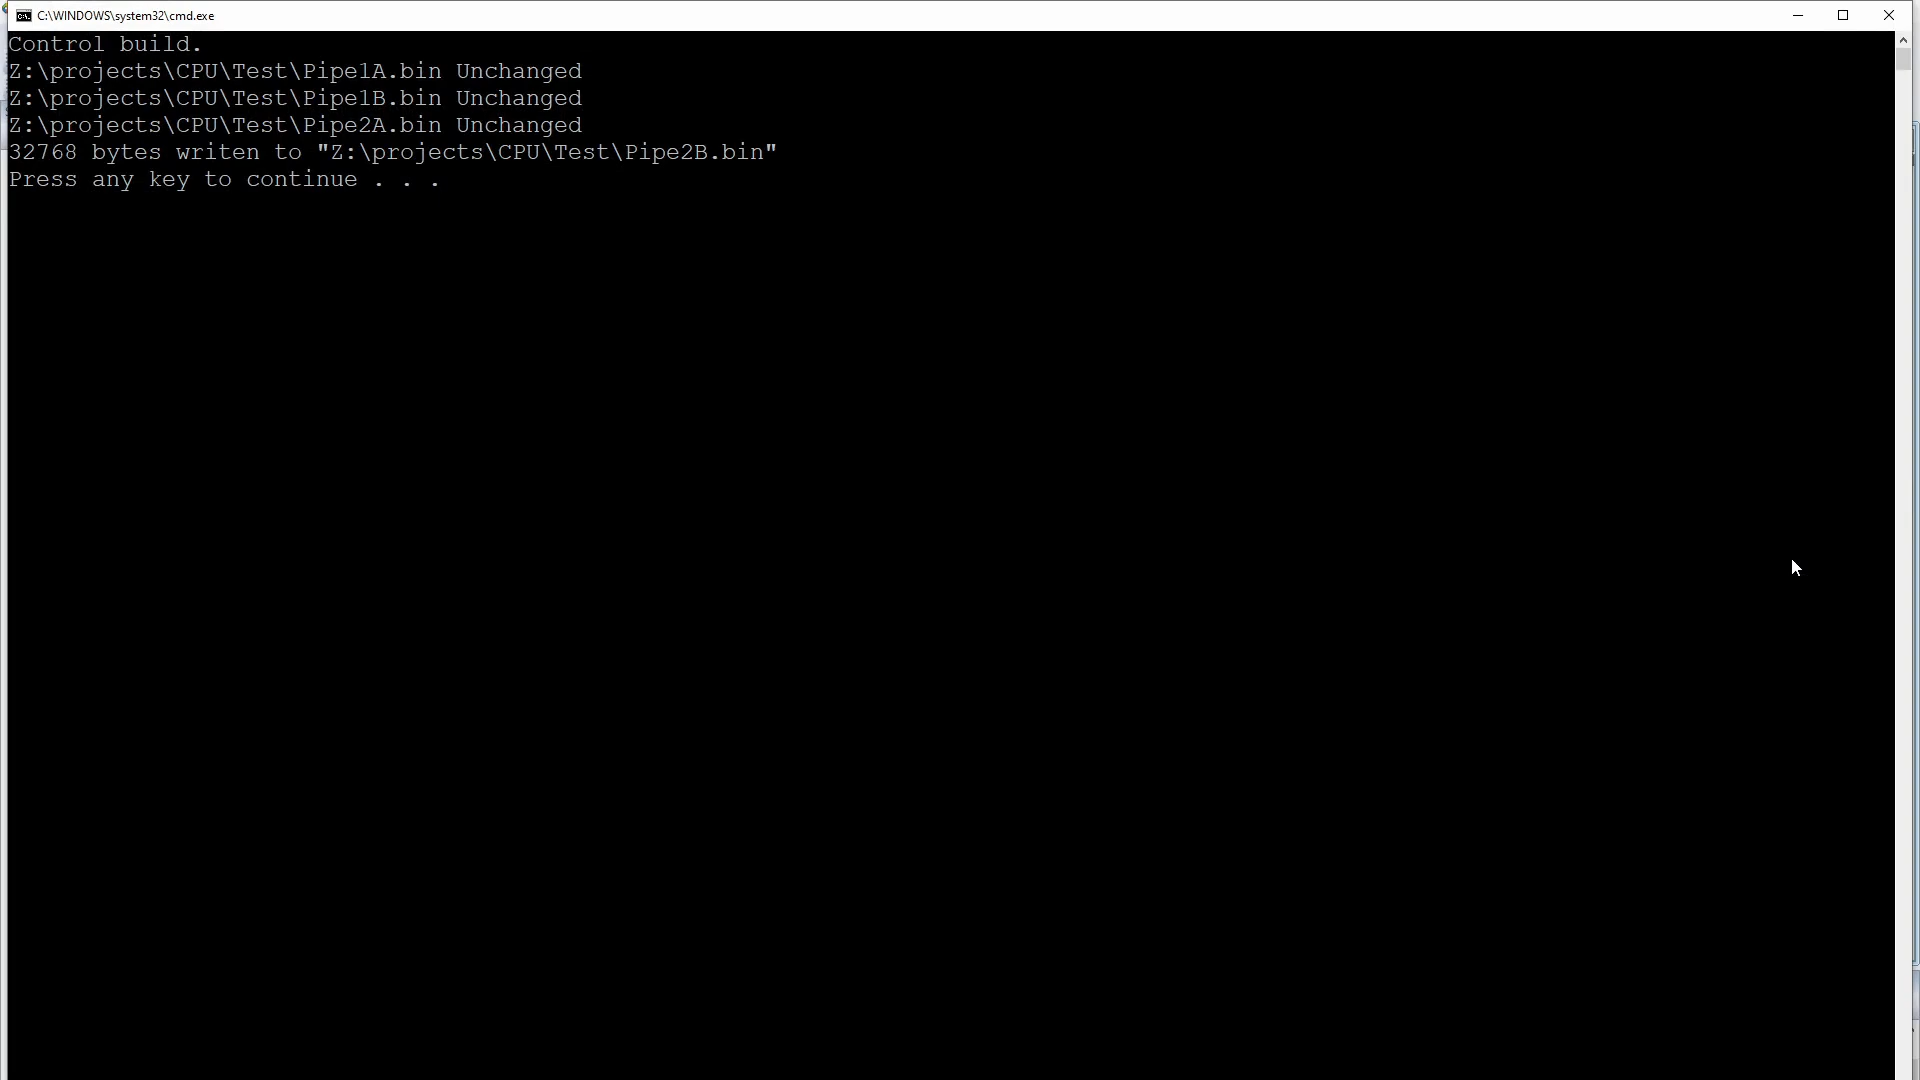 C:\WINDOWS\system32\cmd.exe
Control build.
Z:\projects\CPU\Test\Pipe1A.bin Unchanged
Z:\projects\CPU\Test\Pipe1B.bin Unchanged
Z:\projects\CPU\Test\Pipe2A.bin Unchanged
32768 bytes writen to "Z:\projects\CPU\Test\Pipe2B.bin"
Press any key to continue . . .